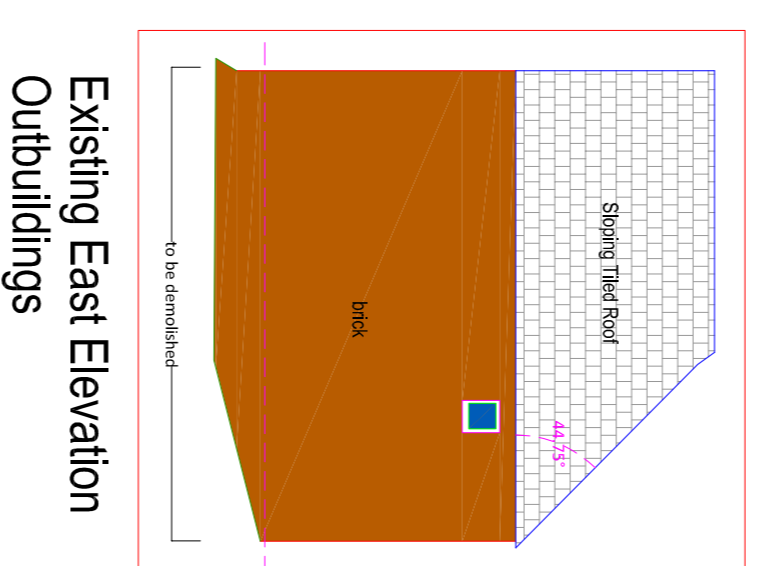 Sloping Tiled Roof
44,75°
brick
to be demolished
Existing East Elevation
Outbuildings